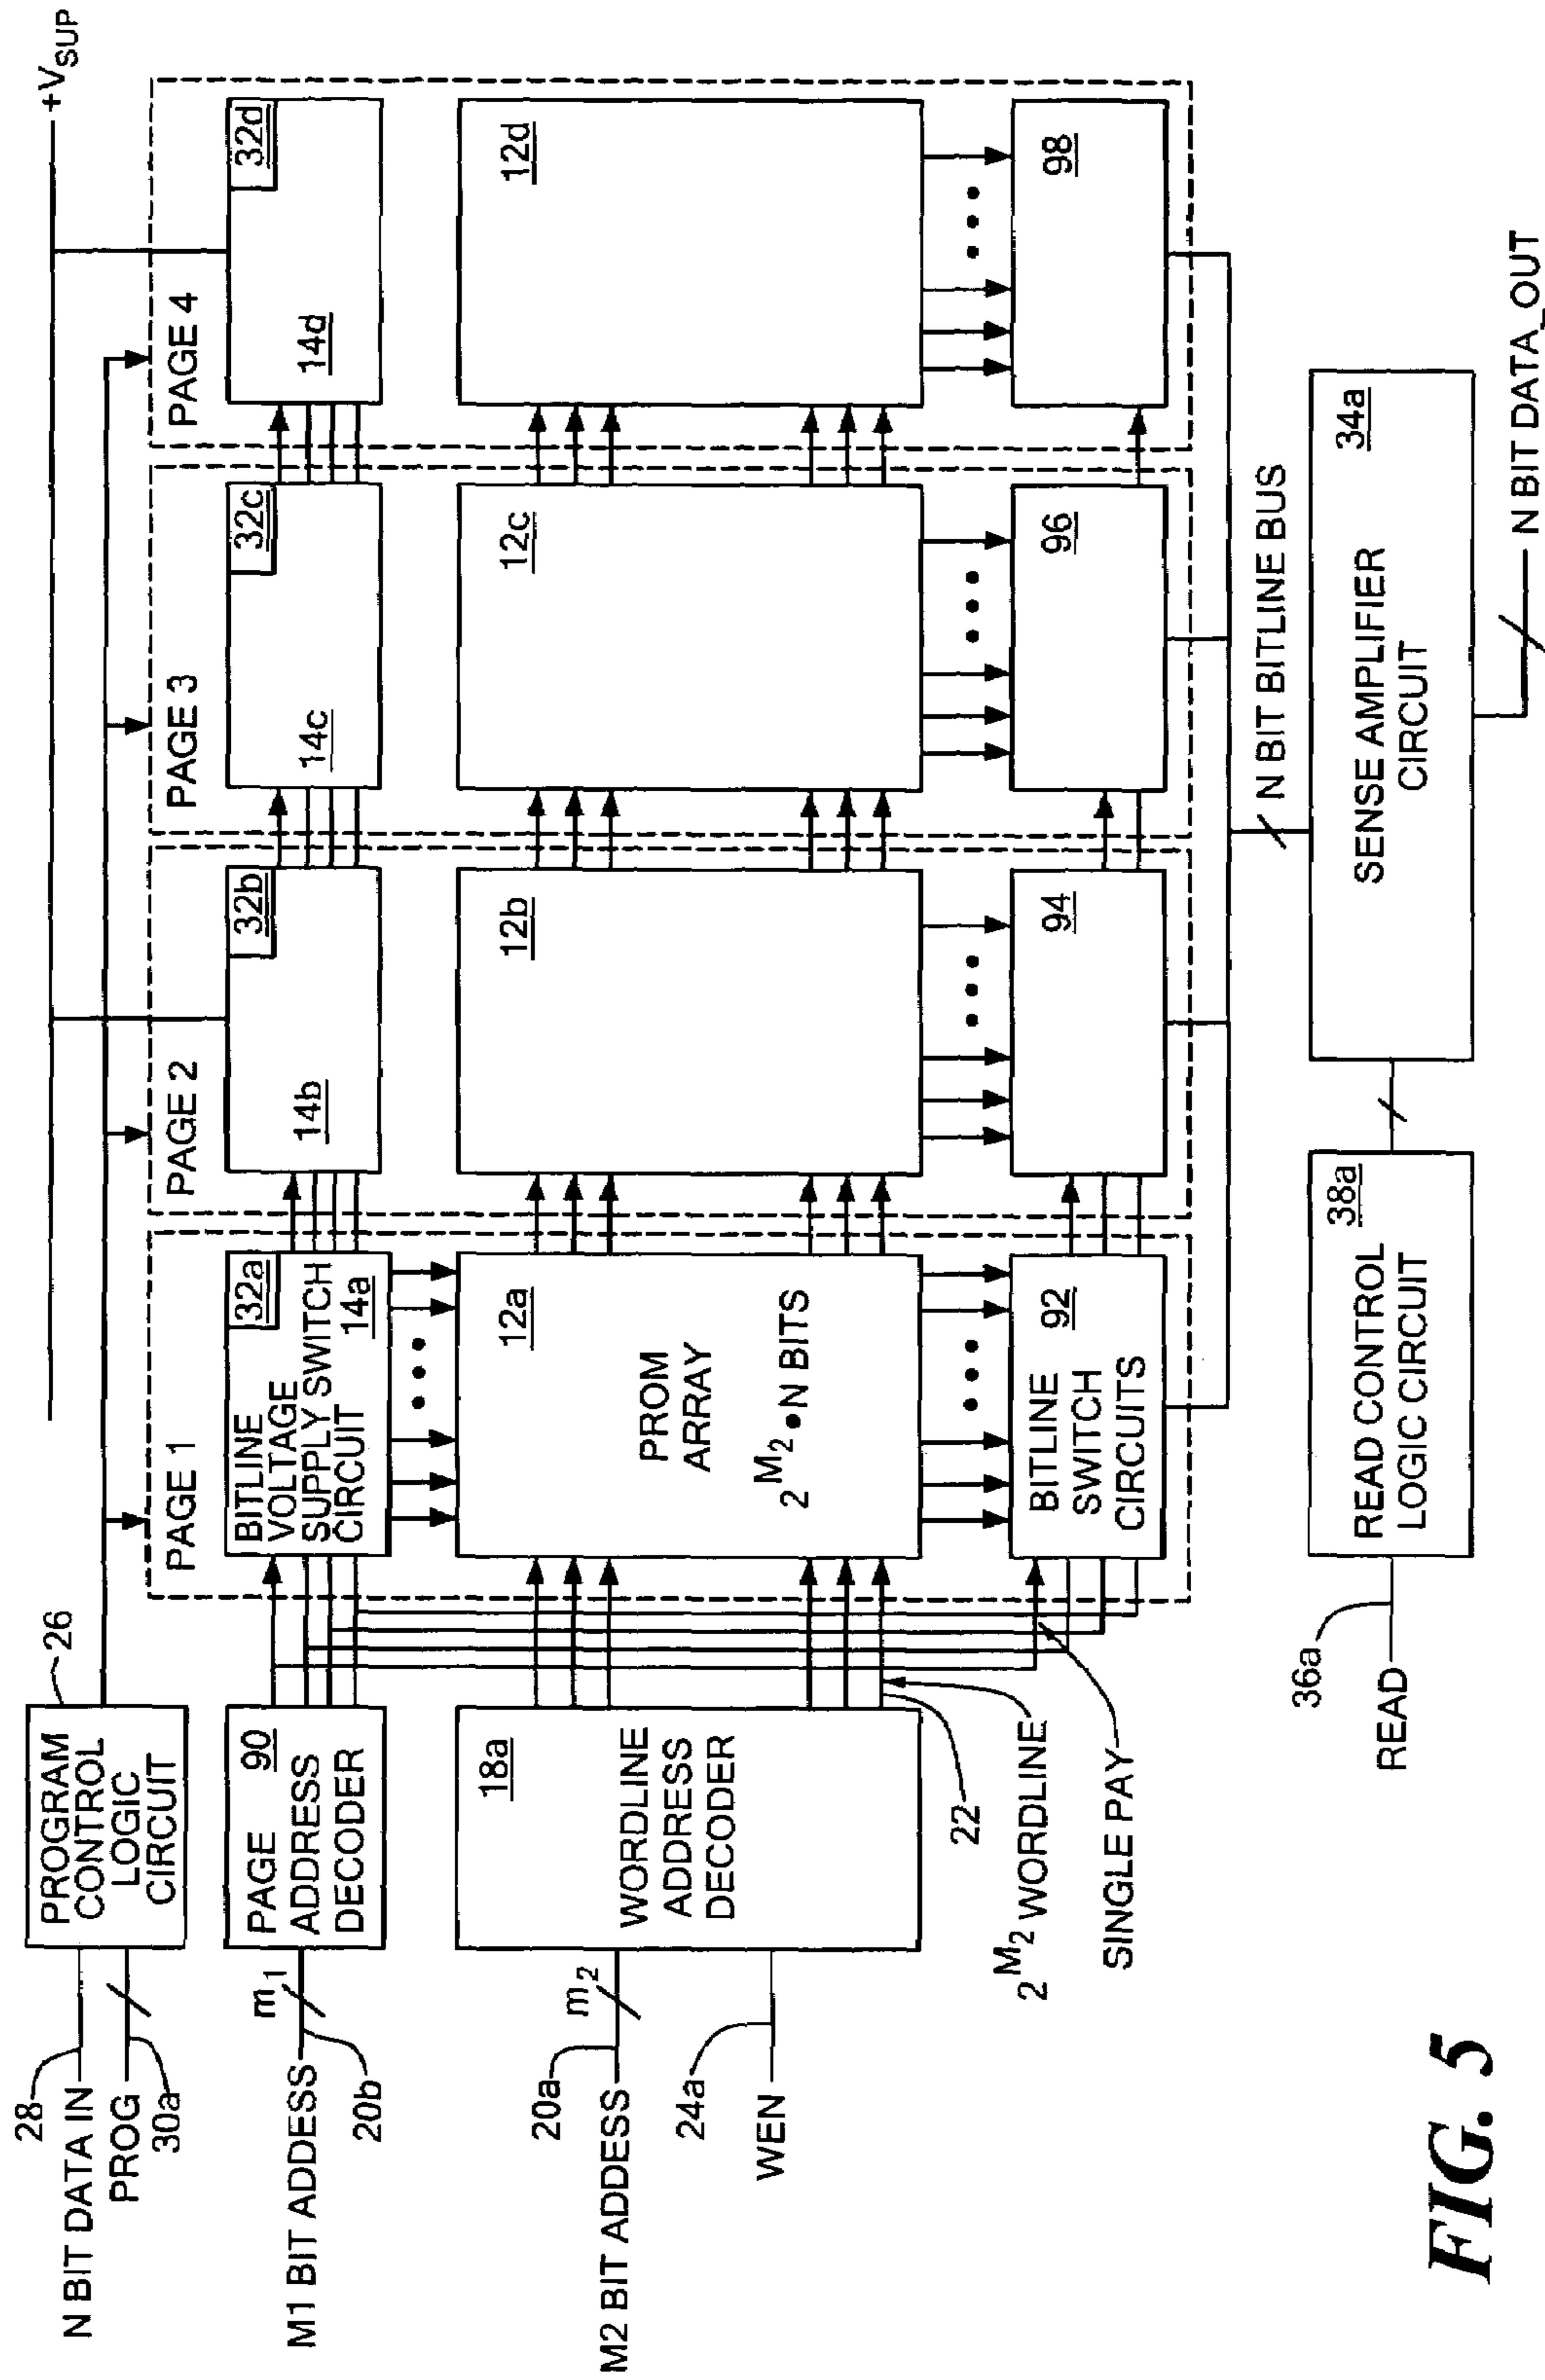 +VSUP
PROGRAM
CONTROL
LOGIC
CIRCUIT
26
28
N BIT DATA IN
PROG
30a
PAGE 1
PAGE 2
PAGE 3
PAGE 4
PAGE
ADDRESS
DECODER
90
m1
M1 BIT ADDESS
20b
BITLINE
VOLTAGE
SUPPLY SWITCH
CIRCUIT
14a
32a
14b
32b
14c
32c
14d
32d
WORDLINE
ADDRESS
DECODER
18a
m2
20a
M2 BIT ADDESS
24a
WEN
PROM
ARRAY
2^M2 • N BITS
12a
12b
12c
12d
22
2^M2 WORDLINE
SINGLE PAY
BITLINE
SWITCH
CIRCUITS
92
94
96
98
N BIT BITLINE BUS
READ
36a
READ CONTROL
LOGIC CIRCUIT
38a
SENSE AMPLIFIER
CIRCUIT
34a
N BIT DATA_OUT
FIG. 5